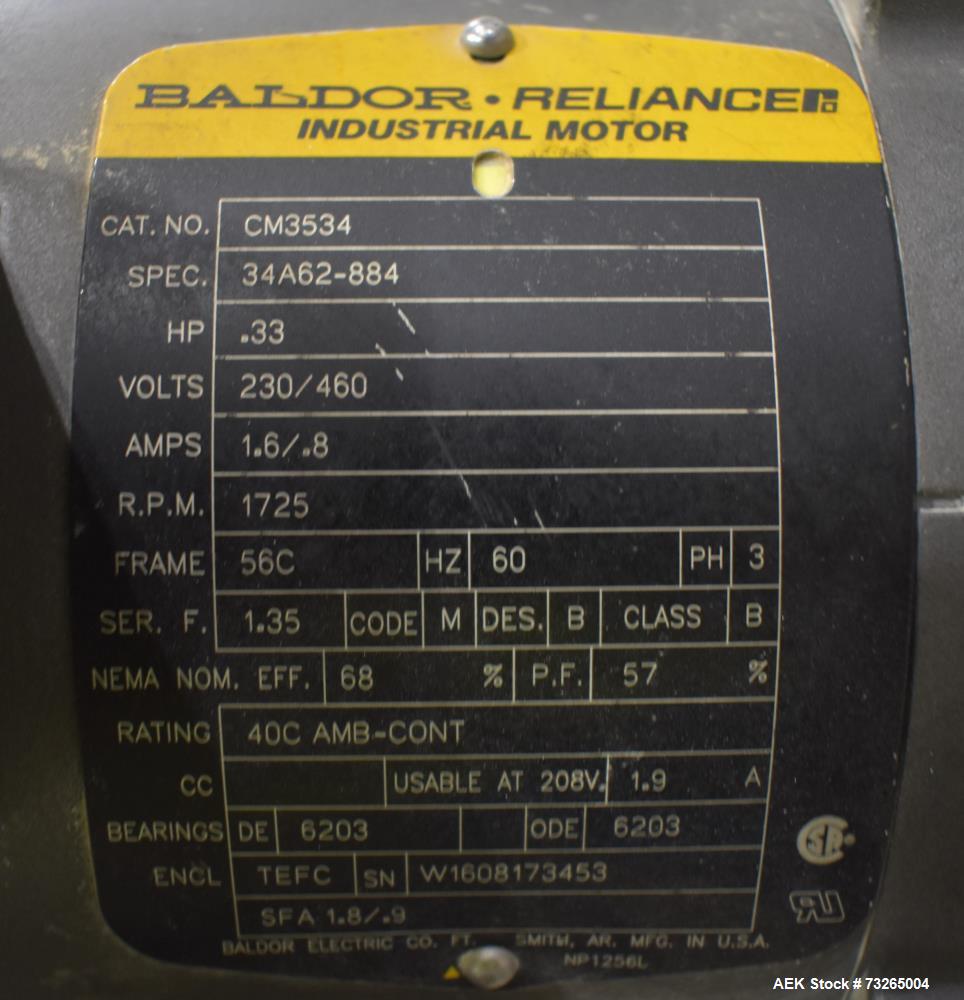 BALDOR • RELIANCE
INDUSTRIAL MOTOR
CAT. NO. CM3534
SPEC. 34A62-884
HP .33
VOLTS 230/460
AMPS 1.6/.8
R.P.M. 1725
FRAME 56C HZ 60 PH 3
SER. F. 1.35 CODE M DES. B CLASS B
NEMA NOM. EFF. 68 % P.F. 57 %
RATING 40C AMB-CONT
CC USABLE AT 208V. 1.9 A
BEARINGS DE 6203 ODE 6203
ENCL TEFC SN W1608173453
SFA 1.8/.9
BALDOR ELECTRIC CO. FT. SMITH, AR. MFG. IN U.S.A.
NP1256L
AEK Stock # 73265004